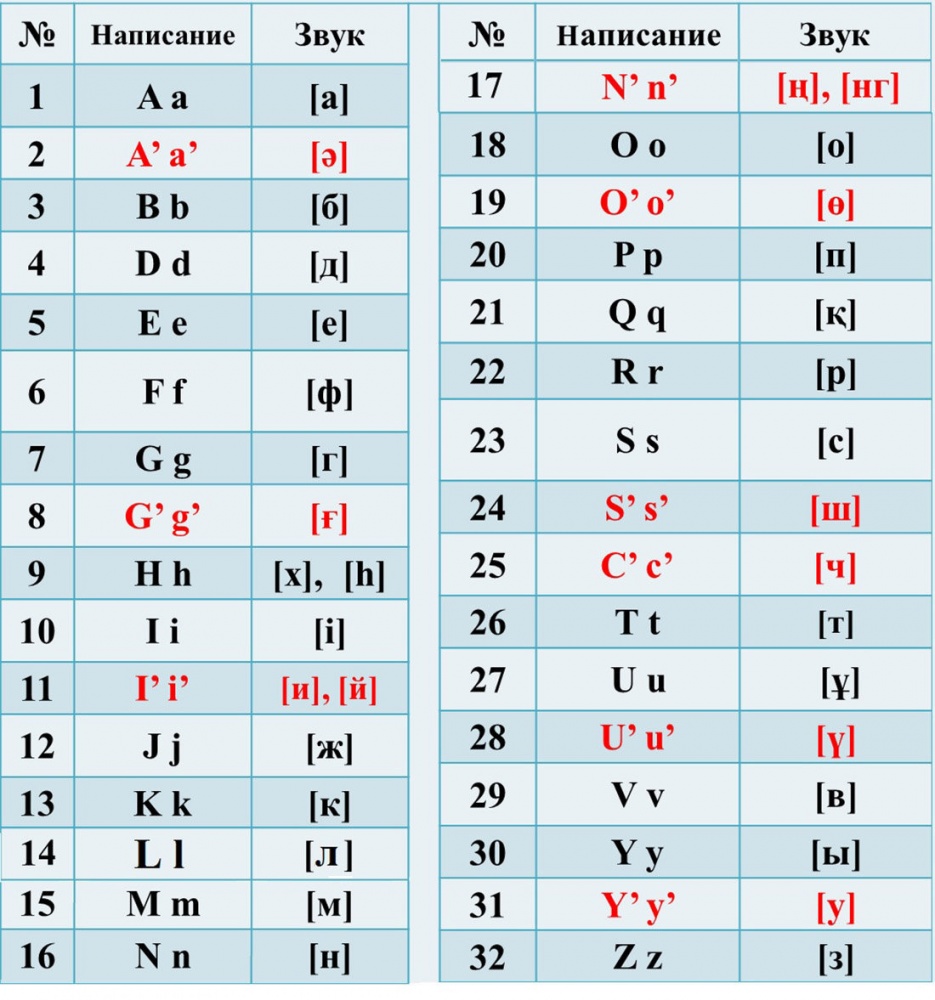 № Написание Звук
1 A a [а]
2 A’ a’ [ә]
3 B b [б]
4 D d [д]
5 E e [е]
6 F f [ф]
7 G g [г]
8 G’ g’ [ғ]
9 H h [х], [h]
10 I i [і]
11 I’ i’ [и], [й]
12 J j [ж]
13 K k [к]
14 L l [л]
15 M m [м]
16 N n [н]
№ Написание Звук
17 N’ n’ [ң], [нг]
18 O o [о]
19 O’ o’ [ө]
20 P p [п]
21 Q q [қ]
22 R r [р]
23 S s [с]
24 S’ s’ [ш]
25 C’ c’ [ч]
26 T t [т]
27 U u [ұ]
28 U’ u’ [ү]
29 V v [в]
30 Y y [ы]
31 Y’ y’ [у]
32 Z z [з]